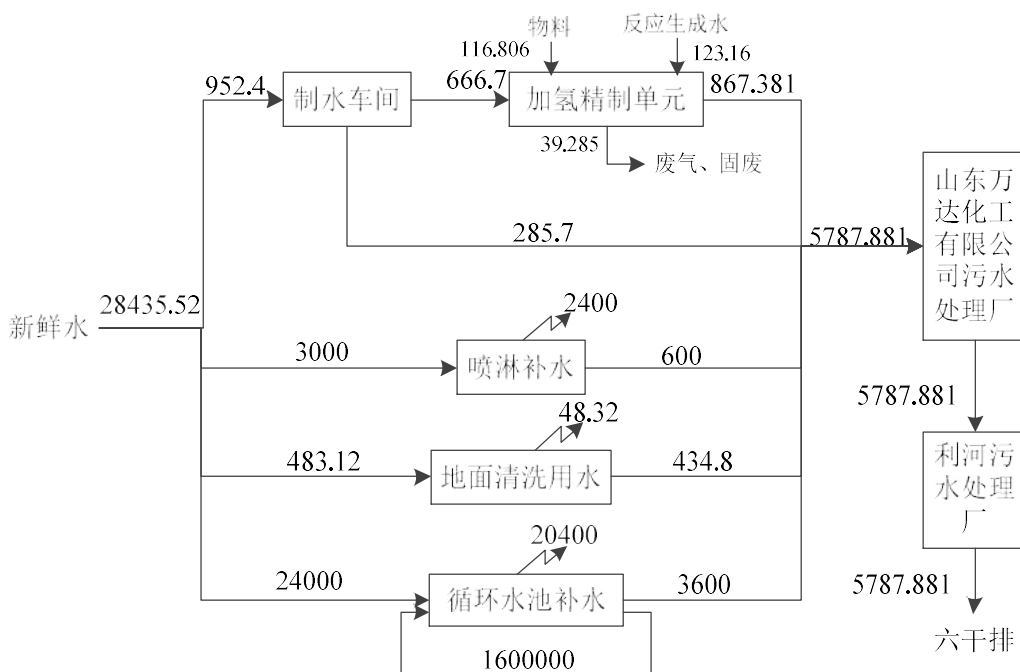 物料
反应生成水
116.806
123.16
952.4
制水车间
666.7
加氢精制单元
867.381
39.285
废气、固废
山东万
达化工
有限公
司污水
处理厂
285.7
5787.881
新鲜水
28435.52
2400
3000
喷淋补水
600
5787.881
48.32
483.12
地面清洗用水
434.8
利河污
水处理
厂
20400
24000
循环水池补水
3600
5787.881
1600000
六干排